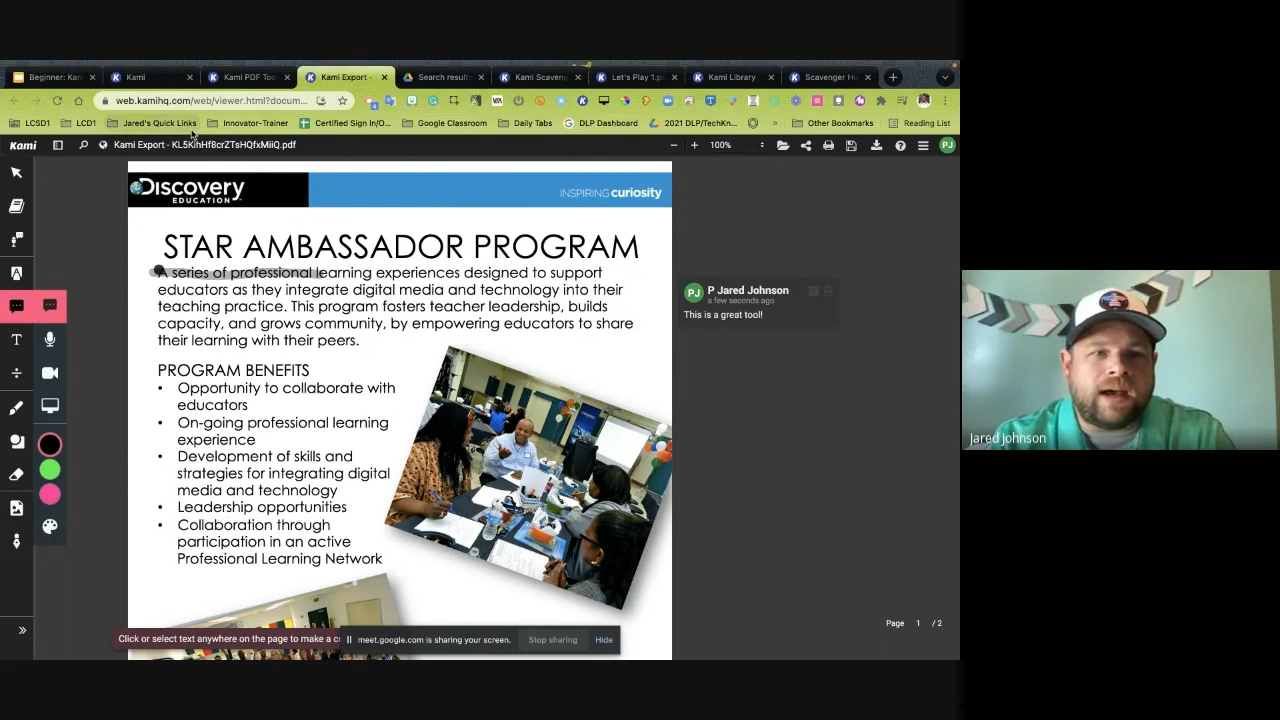 Beginner: Kan
Kami
Kami PDF Too
Kami Export -
Search result
Kami Scaveng
Let's Play 1.p
Kami Library
Scavenger Hu
web.kamihq.com/web/viewer.html?docum...
LCSD1
LCD1
Jared's Quick Links
Innovator-Trainer
Certified Sign In/O...
Google Classroom
Daily Tabs
DLP Dashboard
2021 DLP/TechKn...
»
Other Bookmarks
Reading List
Kami
Kami Export - KL5KihHf8crZTsHQfxMiiQ.pdf
100%
PJ
DISCOVERY
EDUCATION
INSPIRING curiosity
STAR AMBASSADOR PROGRAM
A series of professional learning experiences designed to support
educators as they integrate digital media and technology into their
teaching practice. This program fosters teacher leadership, builds
capacity, and grows community, by empowering educators to share
their learning with their peers.
PJ
P Jared Johnson
a few seconds ago
This is a great tool!
PROGRAM BENEFITS
• Opportunity to collaborate with
educators
• On-going professional learning
experience
• Development of skills and
strategies for integrating digital
media and technology
• Leadership opportunities
• Collaboration through
participation in an active
Professional Learning Network
Jared Johnson
Page 1 / 2
Click or select text anywhere on the page to make a co
meet.google.com is sharing your screen.
Stop sharing
Hide